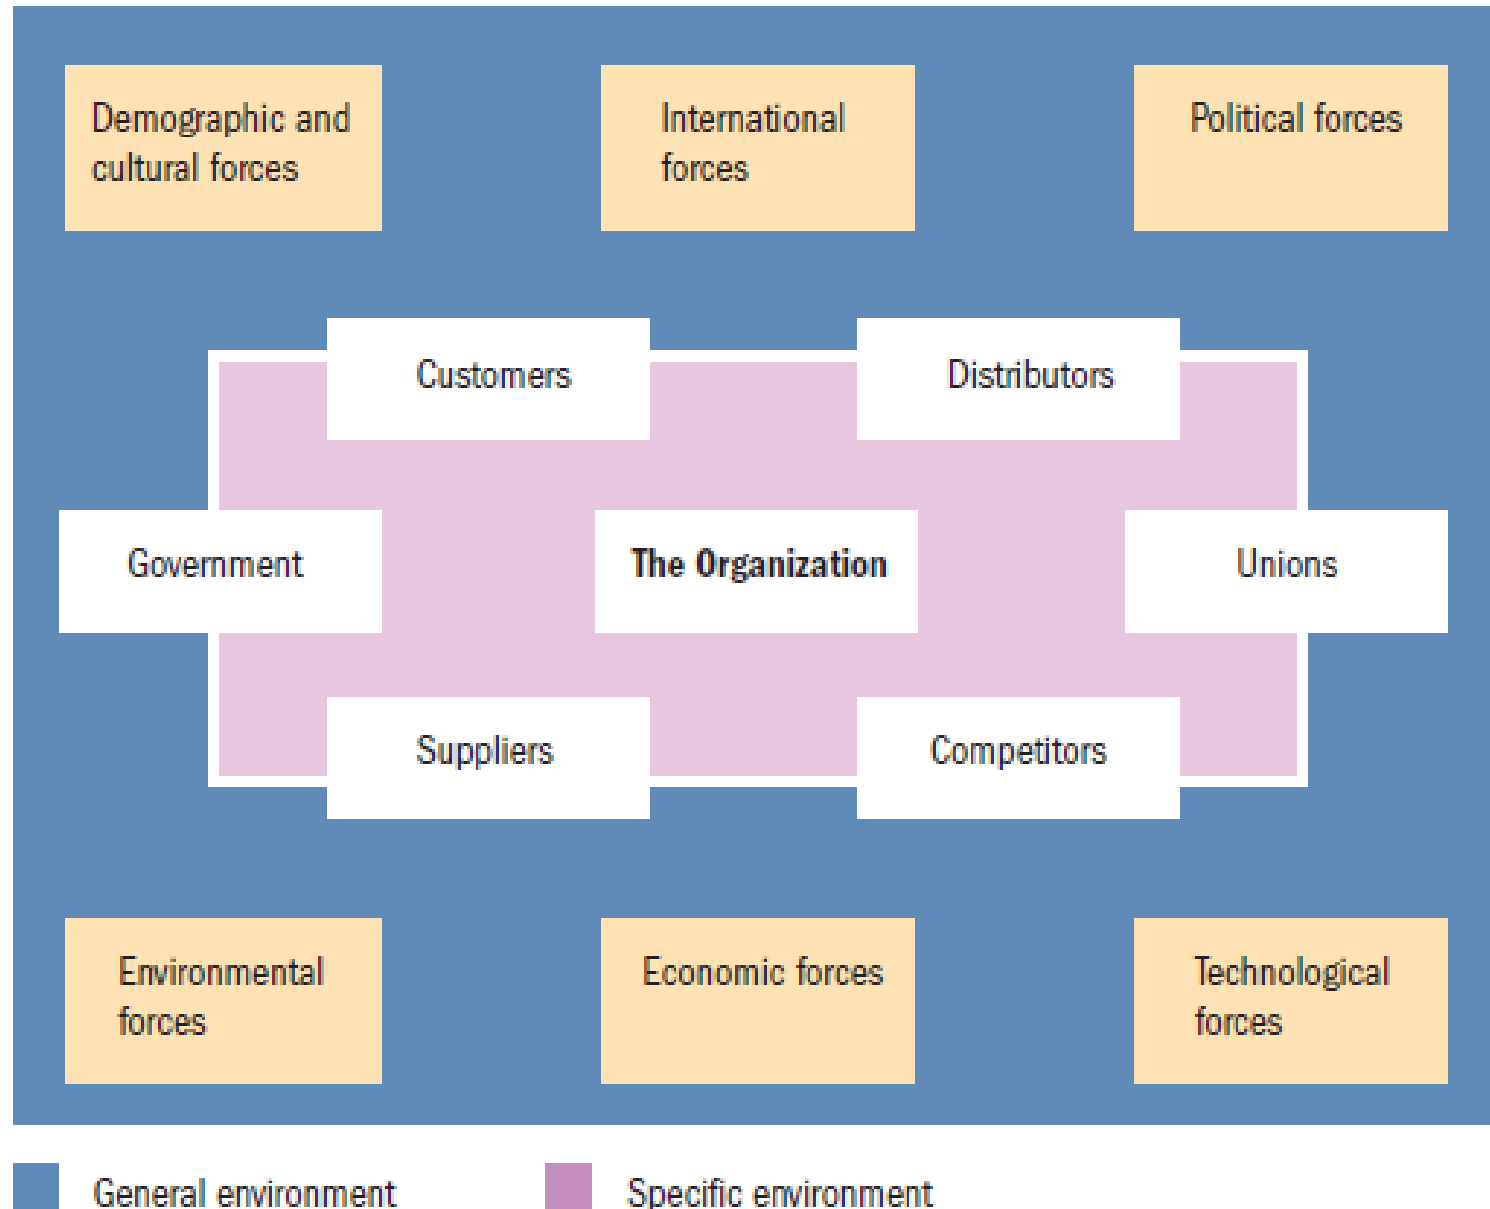 Demographic and
cultural forces
International
forces
Political forces
Customers
Distributors
Government
The Organization
Unions
Suppliers
Competitors
Environmental
forces
Economic forces
Technological
forces
General environment
Specific environment